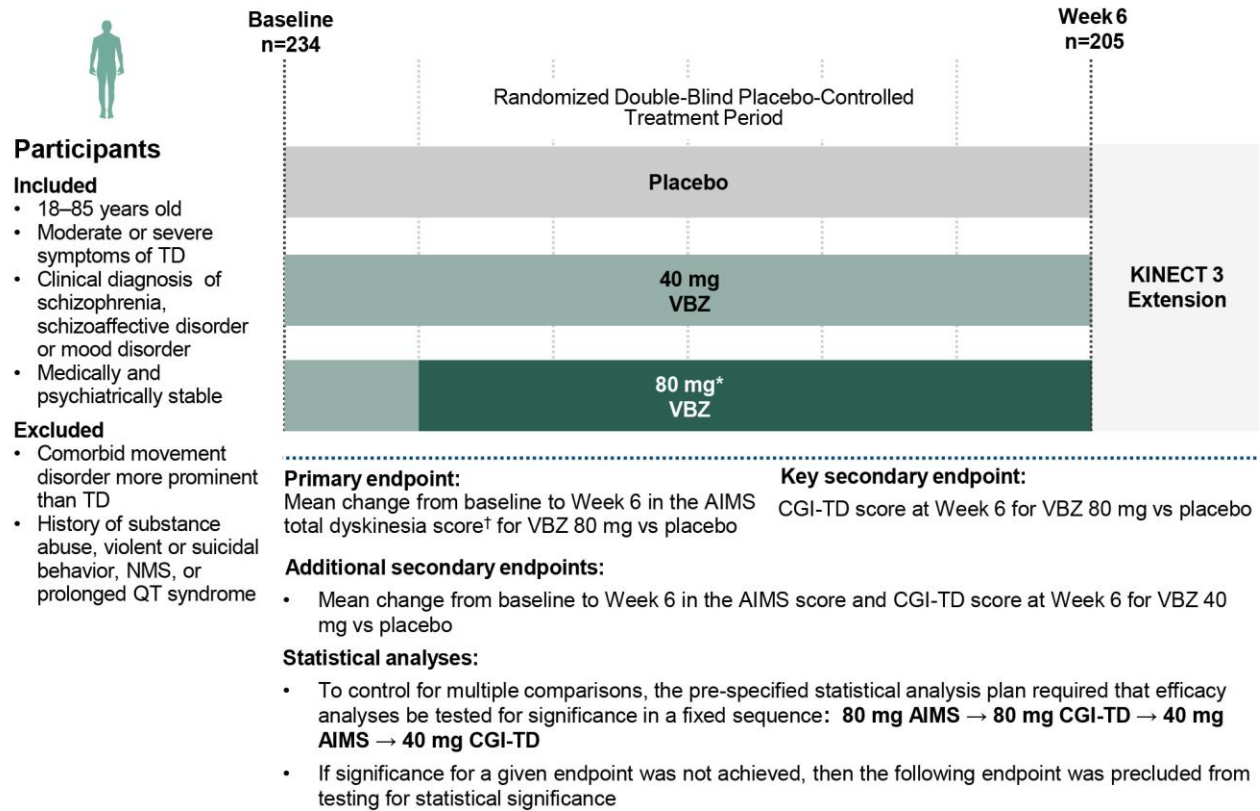 Baseline
n=234
Week 6
n=205
Randomized Double-Blind Placebo-Controlled
Treatment Period
Participants
Included
• 18–85 years old
• Moderate or severe
symptoms of TD
• Clinical diagnosis of
schizophrenia,
schizoaffective disorder
or mood disorder
• Medically and
psychiatrically stable
Excluded
• Comorbid movement
disorder more prominent
than TD
• History of substance
abuse, violent or suicidal
behavior, NMS, or
prolonged QT syndrome
Placebo
40 mg
VBZ
80 mg*
VBZ
KINECT 3
Extension
Primary endpoint:
Mean change from baseline to Week 6 in the AIMS
total dyskinesia score† for VBZ 80 mg vs placebo
Key secondary endpoint:
CGI-TD score at Week 6 for VBZ 80 mg vs placebo
Additional secondary endpoints:
• Mean change from baseline to Week 6 in the AIMS score and CGI-TD score at Week 6 for VBZ 40
mg vs placebo
Statistical analyses:
• To control for multiple comparisons, the pre-specified statistical analysis plan required that efficacy
analyses be tested for significance in a fixed sequence: 80 mg AIMS → 80 mg CGI-TD → 40 mg
AIMS → 40 mg CGI-TD
• If significance for a given endpoint was not achieved, then the following endpoint was precluded from
testing for statistical significance